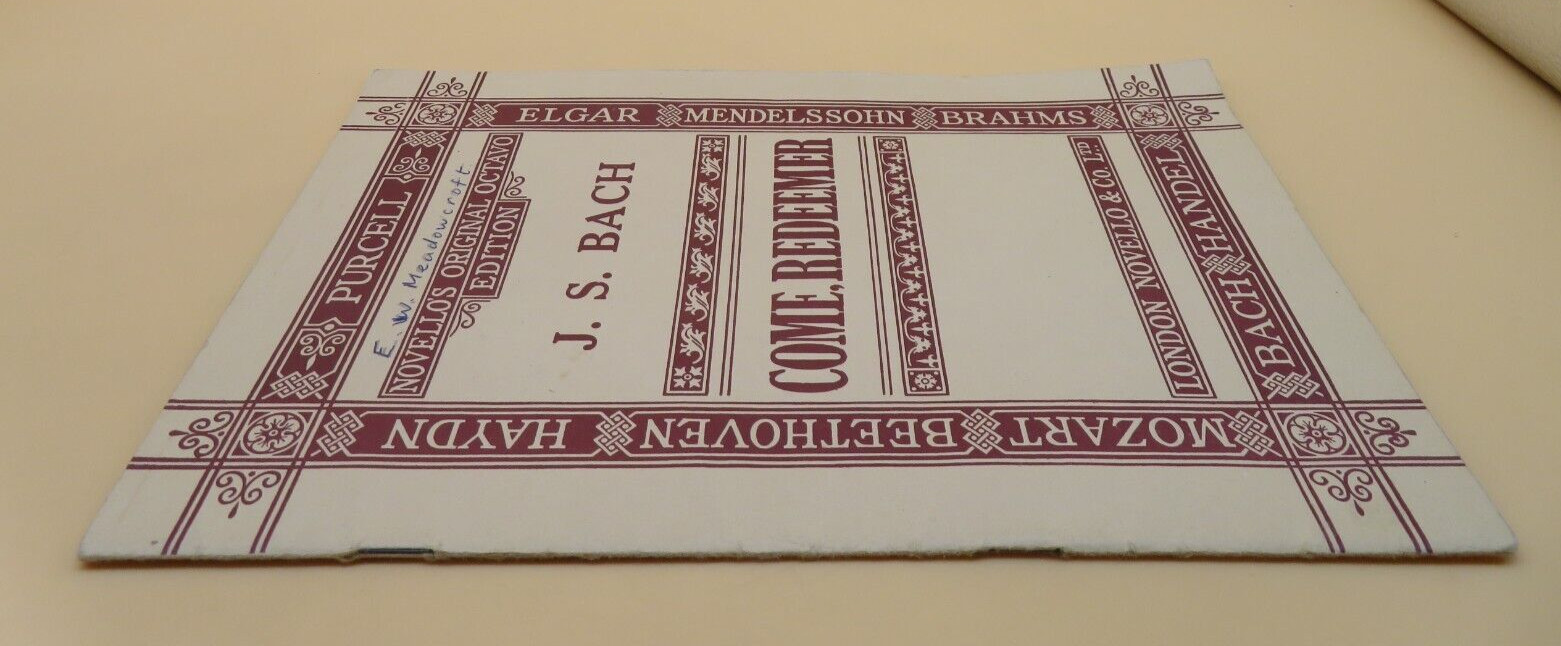 PURCELL
E. W. Meadowcroft
NOVELLO'S ORIGINAL OCTAVO
EDITION
J. S. BACH
COME, REDEEMER
LONDON NOVELLO & CO. LTD
ELGAR MENDELSSOHN BRAHMS
BACH HANDEL
HAYDN BEETHOVEN MOZART